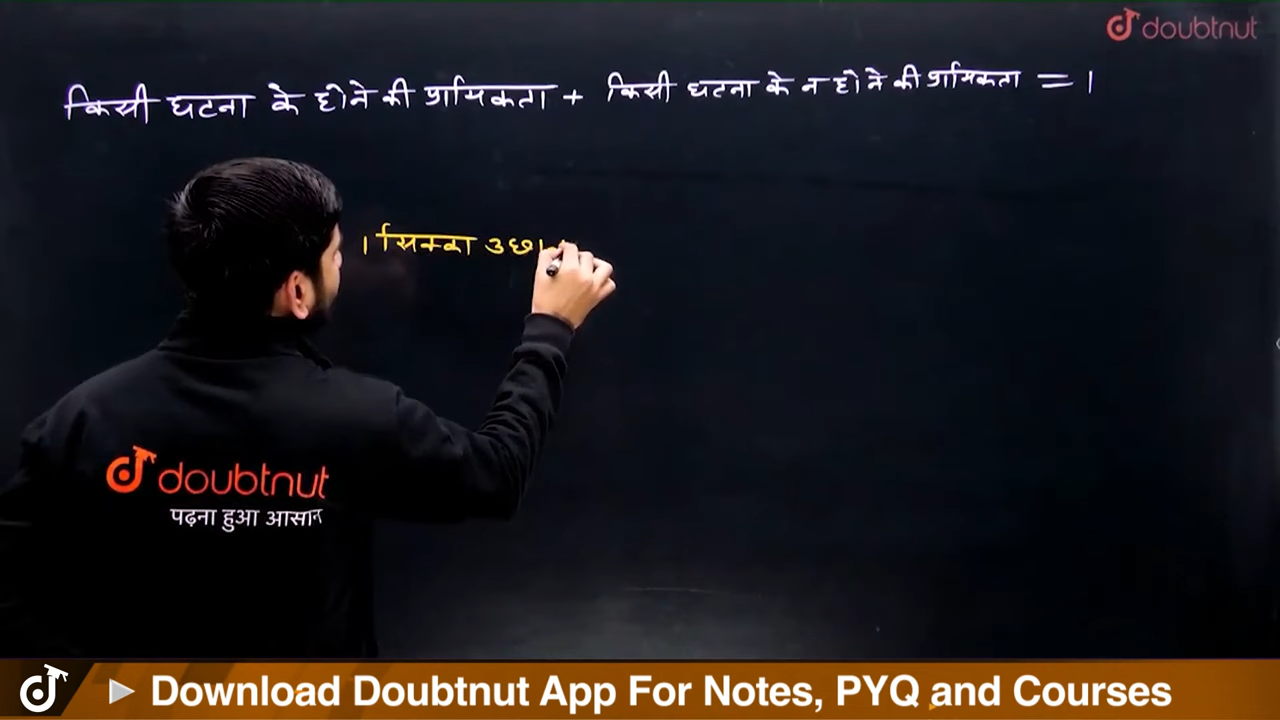 doubtnut
किसी घटना के होने की प्रायिकता + किसी घटना के न होने की प्रायिकता = 1
1 सिक्का उछा
doubtnut
पढ़ना हुआ आसान
Download Doubtnut App For Notes, PYQ and Courses